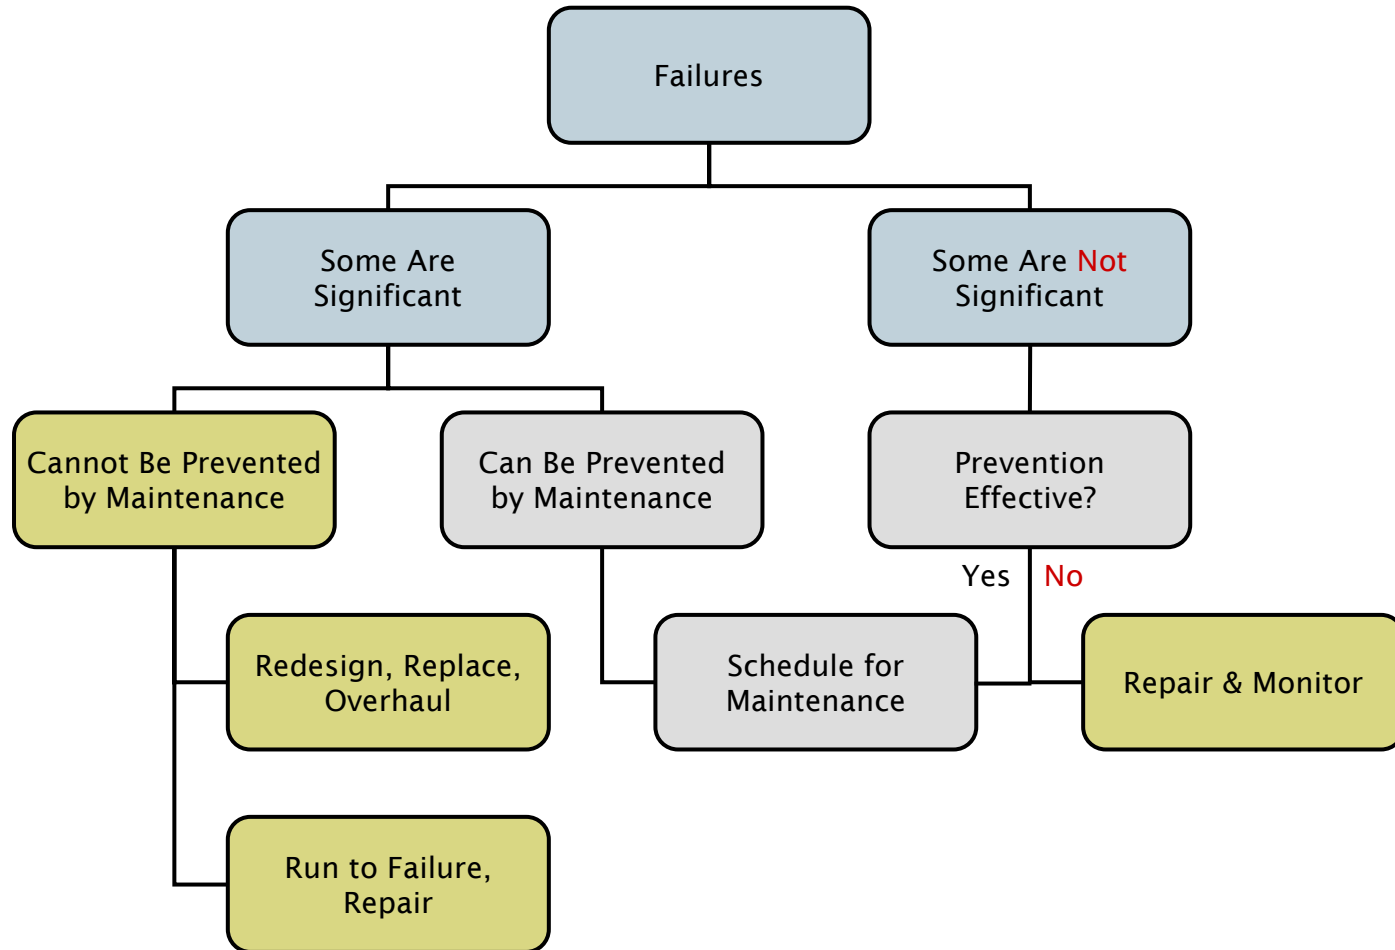 Failures
Some Are
Significant
Some Are Not
Significant
Cannot Be Prevented
by Maintenance
Can Be Prevented
by Maintenance
Prevention
Effective?
Yes No
Redesign, Replace,
Overhaul
Schedule for
Maintenance
Repair & Monitor
Run to Failure,
Repair